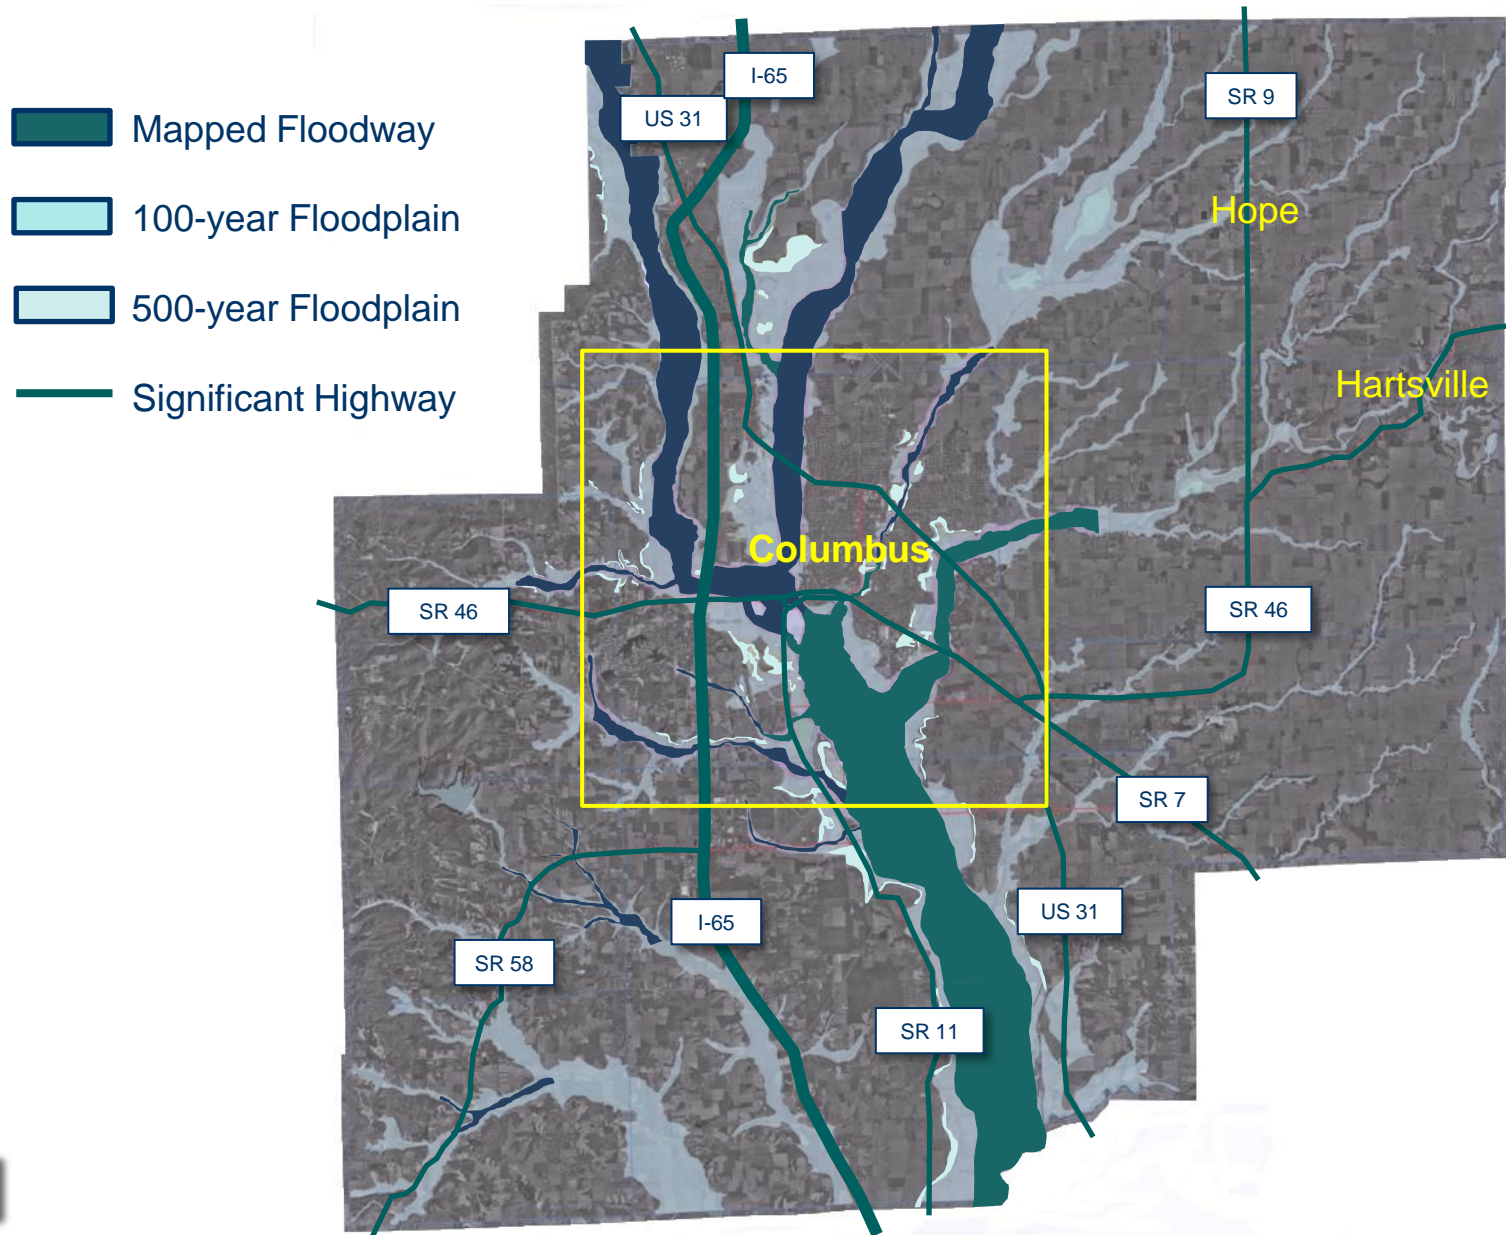 I-65
SR 9
US 31
Mapped Floodway
Hope
100-year Floodplain
500-year Floodplain
Hartsville
Significant Highway
Columbus
SR 46
SR 46
SR 7
I-65
US 31
SR 58
SR 11